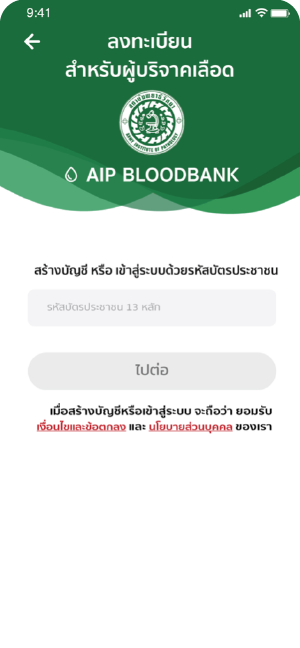 9:41
ลงทะเบียน
สำหรับผู้บริจาคเลือด
AIP BLOODBANK
สร้างบัญชี หรือ เข้าสู่ระบบด้วยรหัสบัตรประชาชน
รหัสบัตรประชาชน 13 หลัก
ไปต่อ
เมื่อสร้างบัญชีหรือเข้าสู่ระบบ จะถือว่า ยอมรับ
เงื่อนไขและข้อตกลง และ นโยบายส่วนบุคคล ของเรา